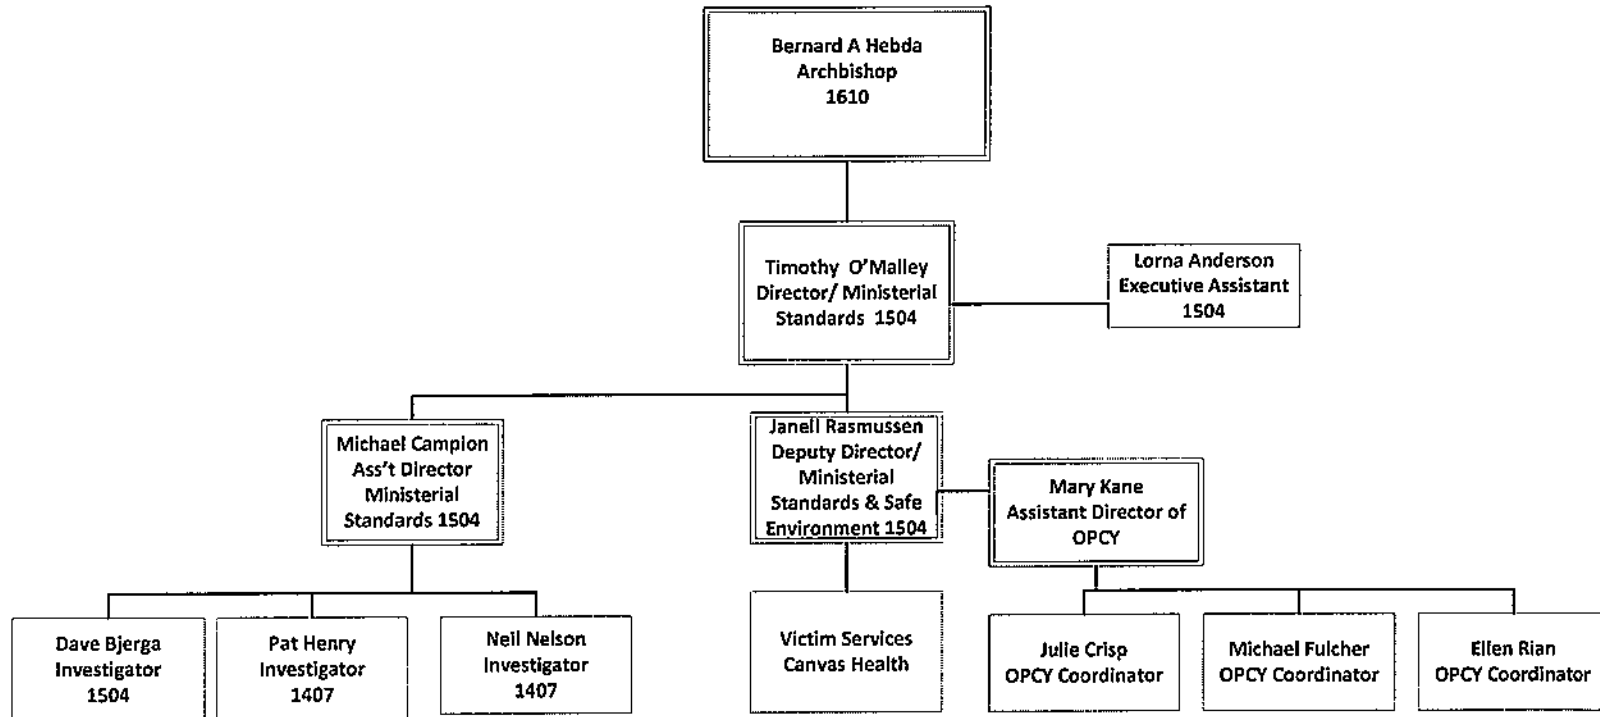 Bernard A Hebda
Archbishop
1610
Timothy O'Malley
Director/ Ministerial
Standards 1504
Lorna Anderson
Executive Assistant
1504
Michael Campion
Ass't Director
Ministerial
Standards 1504
Janell Rasmussen
Deputy Director/
Ministerial
Standards & Safe
Environment 1504
Mary Kane
Assistant Director of
OPCY
Dave Bjerga
Investigator
1504
Pat Henry
Investigator
1407
Neil Nelson
Investigator
1407
Victim Services
Canvas Health
Julie Crisp
OPCY Coordinator
Michael Fulcher
OPCY Coordinator
Ellen Rian
OPCY Coordinator